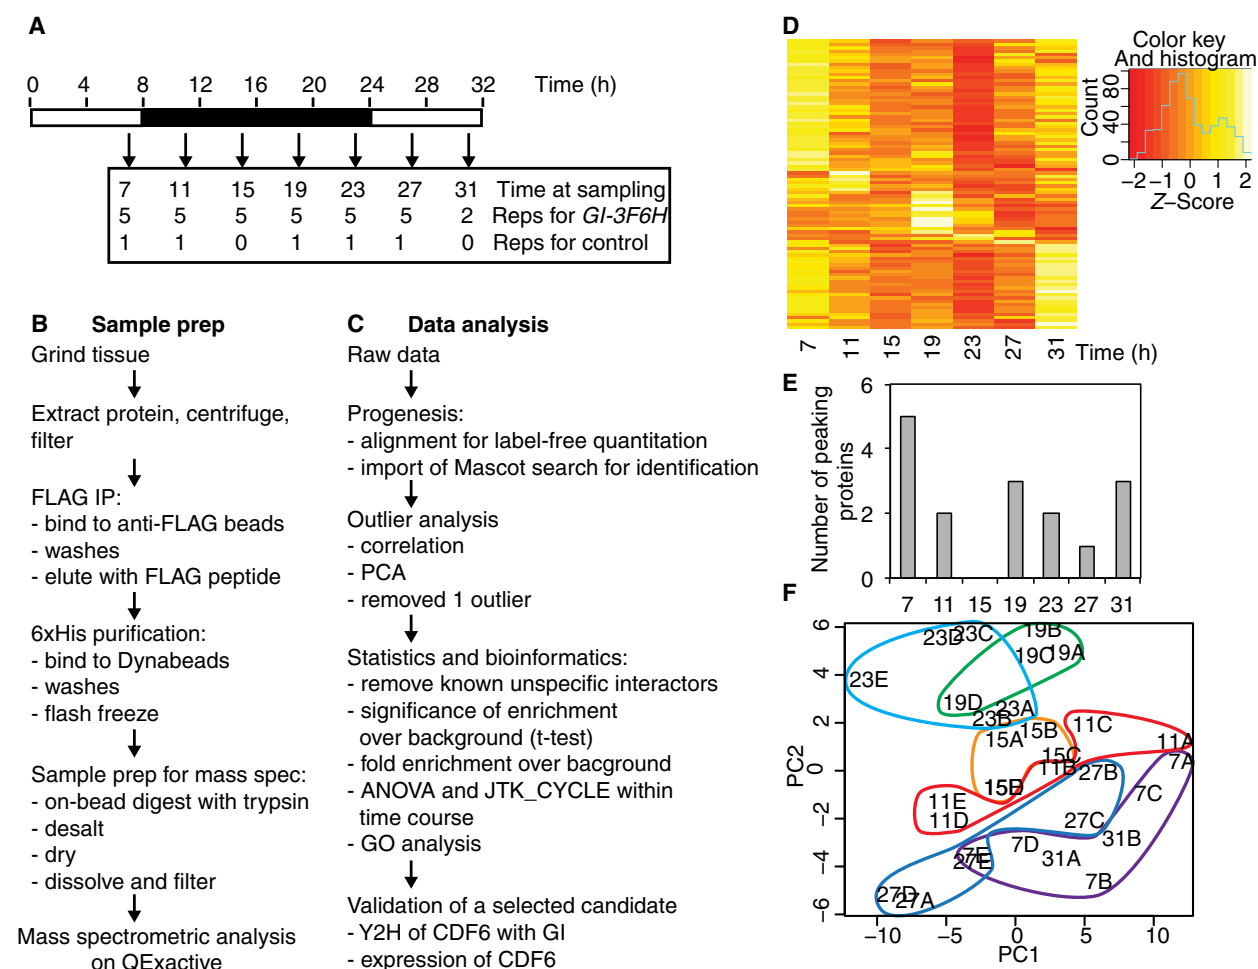 A
0 4 8 12 16 20 24 28 32 Time (h)
7 11 15 19 23 27 31 Time at sampling
5 5 5 5 5 5 2 Reps for GI-3F6H
1 1 0 1 1 1 0 Reps for control
B Sample prep
Grind tissue
Extract protein, centrifuge,
filter
FLAG IP:
- bind to anti-FLAG beads
- washes
- elute with FLAG peptide
6xHis purification:
- bind to Dynabeads
- washes
- flash freeze
Sample prep for mass spec:
- on-bead digest with trypsin
- desalt
- dry
- dissolve and filter
Mass spectrometric analysis
on QExactive
C Data analysis
Raw data
Progenesis:
- alignment for label-free quantitation
- import of Mascot search for identification
Outlier analysis
- correlation
- PCA
- removed 1 outlier
Statistics and bioinformatics:
- remove known unspecific interactors
- significance of enrichment
over background (t-test)
- fold enrichment over bacground
- ANOVA and JTK_CYCLE within
time course
- GO analysis
Validation of a selected candidate
- Y2H of CDF6 with GI
- expression of CDF6
D
7 11 15 19 23 27 31 Time (h)
Color key
And histogram
Count
0 40 80
−2 −1 0 1 2
Z–Score
E
Number of peaking
proteins
6
4
2
0
7 11 15 19 23 27 31
F
PC2
6
4
2
0
−2
−4
−6
23D 23C 19B
19C 19A
23E
19D 23A
23B 15B 11C
15A 11A
15C 7A
11B 27B
15E 7C
11E
11D 27C
7D 31B
7E 31A
27E
7B
27D
27A
−10 −5 0 5 10
PC1